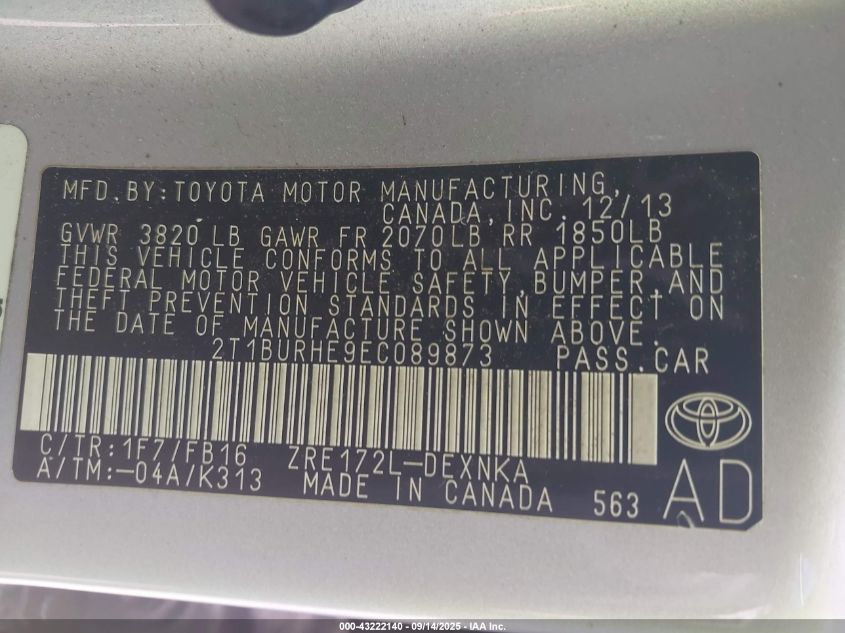 MFD.BY:TOYOTA MOTOR MANUFACTURING,
CANADA,INC. 12/13
GVWR 3820 LB GAWR FR 2070LB RR 1850LB
THIS VEHICLE CONFORMS TO ALL APPLICABLE
FEDERAL MOTOR VEHICLE SAFETY,BUMPER,AND
THEFT PREVENTION STANDARDS IN EFFECT ON
THE DATE OF MANUFACTURE SHOWN ABOVE.
2T1BURHE9EC089873 PASS.CAR
C/TR:1F7/FB16 ZRE172L-DEXNKA
A/TM:-04A/K313 MADE IN CANADA 563 AD
000-43222140 - 09/14/2025 - IAA Inc.